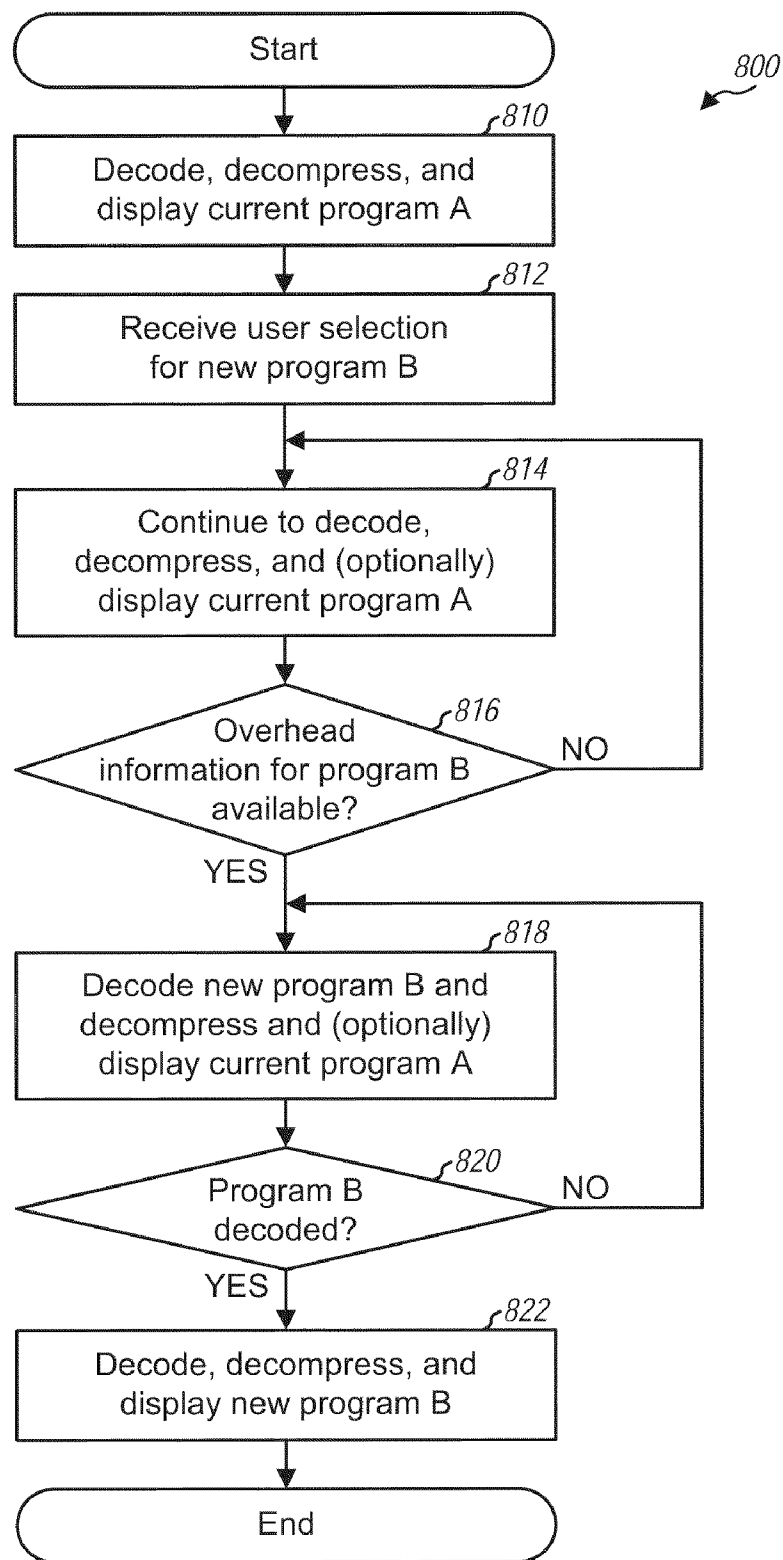 Start
800
810
Decode, decompress, and
display current program A
812
Receive user selection
for new program B
814
Continue to decode,
decompress, and (optionally)
display current program A
816
Overhead
information for program B
available?
NO
YES
818
Decode new program B and
decompress and (optionally)
display current program A
820
Program B
decoded?
NO
YES
822
Decode, decompress, and
display new program B
End